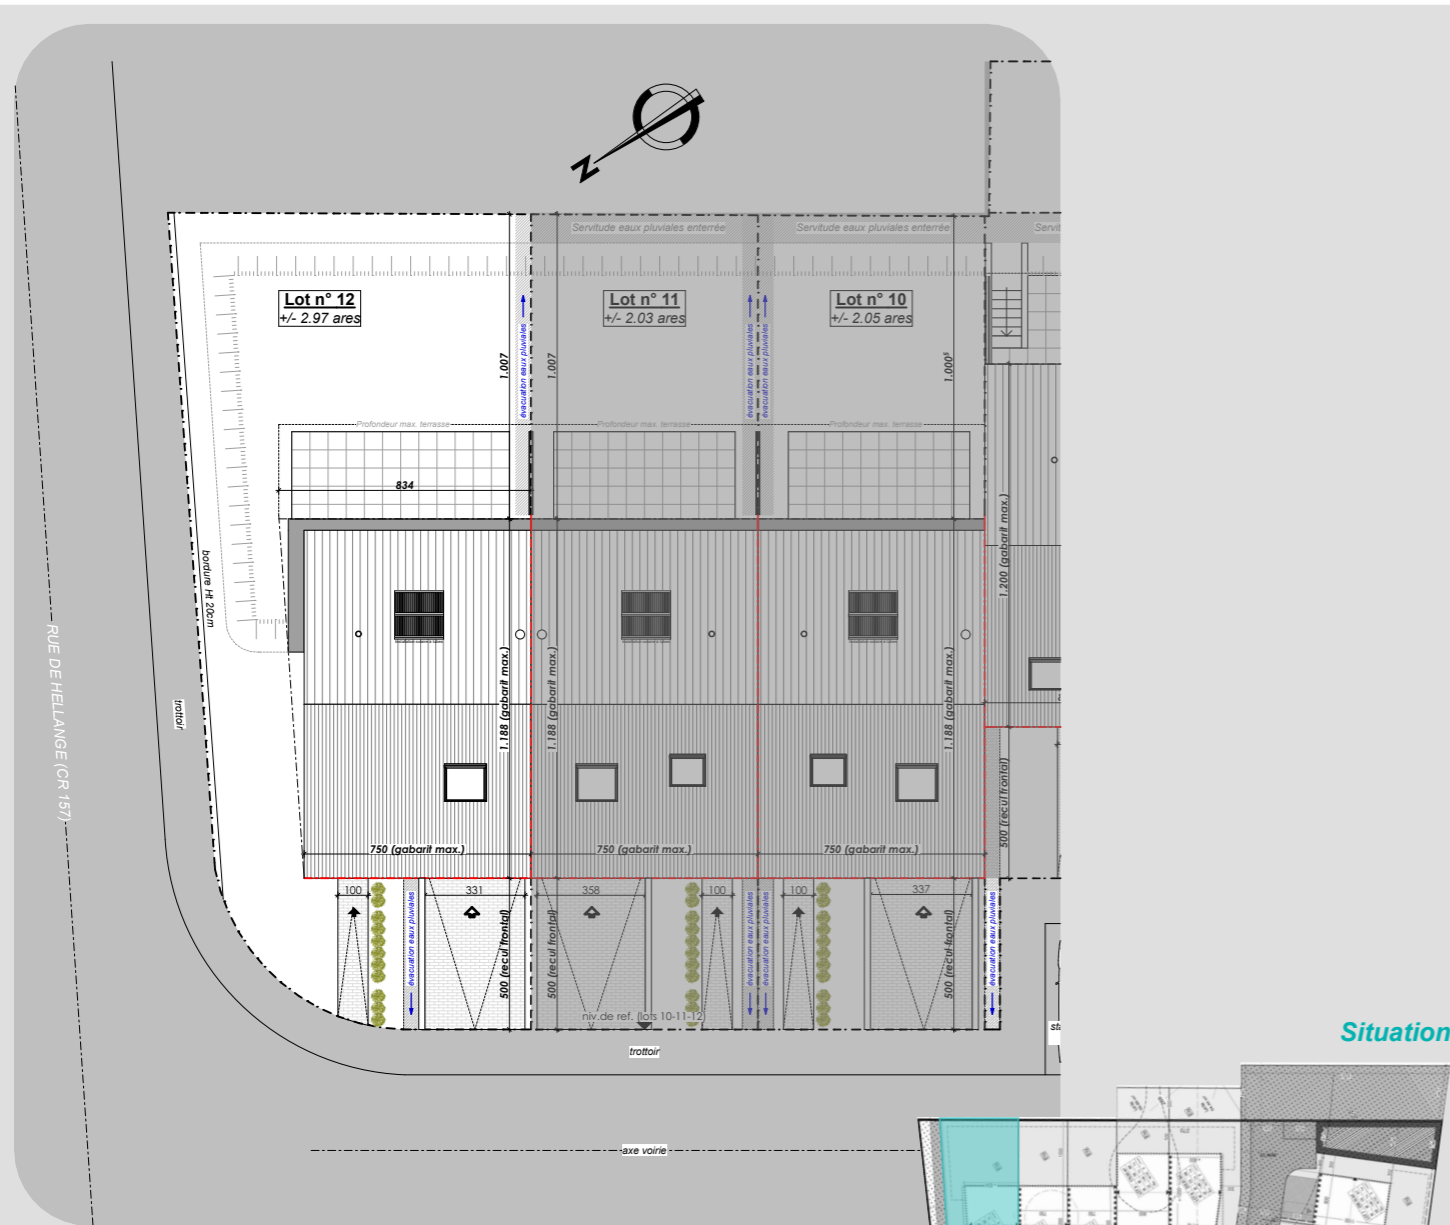 N
Servitude eaux pluviales enterrée
Servitude eaux pluviales enterrée
Servit
Lot n° 12
+/- 2.97 ares
Lot n° 11
+/- 2.03 ares
Lot n° 10
+/- 2.05 ares
évacuation eaux pluviales
évacuation eaux pluviales
évacuation eaux pluviales
1.007
1.007
1.000⁵
Profondeur max. terrasse
Profondeur max. terrasse
Profondeur max. terrasse
834
bordure Ht 20cm
RUE DE HELLANGE (CR 157)
trottoir
1.188 (gabarit max.)
1.188 (gabarit max.)
1.188 (gabarit max.)
1.200 (gabarit max.)
750 (gabarit max.)
750 (gabarit max.)
750 (gabarit max.)
500 (recul frontal)
100
331
358
100
100
337
évacuation eaux pluviales
500 (recul frontal)
500 (recul frontal)
évacuation eaux pluviales
évacuation eaux pluviales
500 (recul frontal)
évacuation eaux pluviales
niv.de ref. (lots 10-11-12)
trottoir
sta
axe voirie
Situation